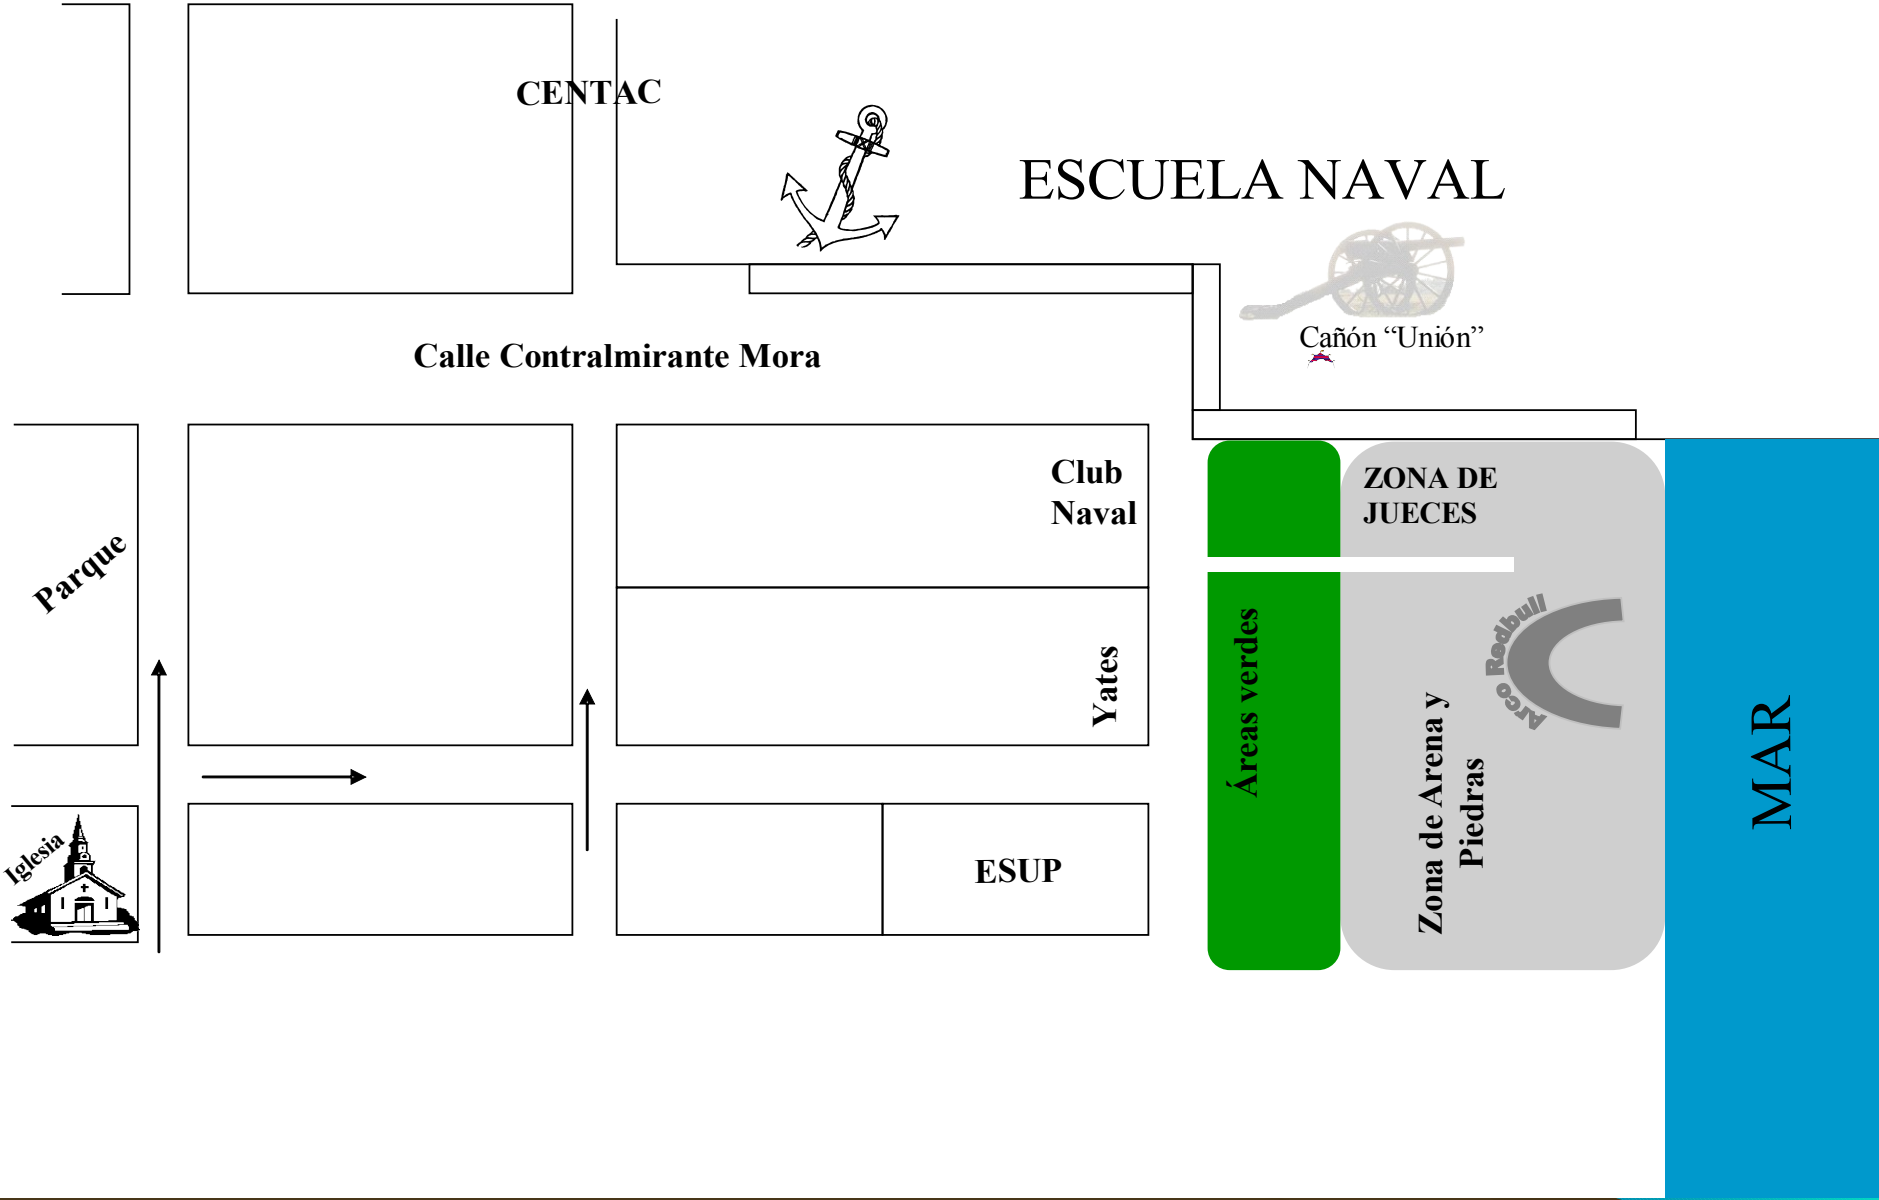 CENTAC
ESCUELA NAVAL
Cañón “Unión”
Calle Contralmirante Mora
Club
Naval
ZONA DE
JUECES
Parque
Yates
Áreas verdes
Arco Redbull
Zona de Arena y
Piedras
MAR
Iglesia
ESUP